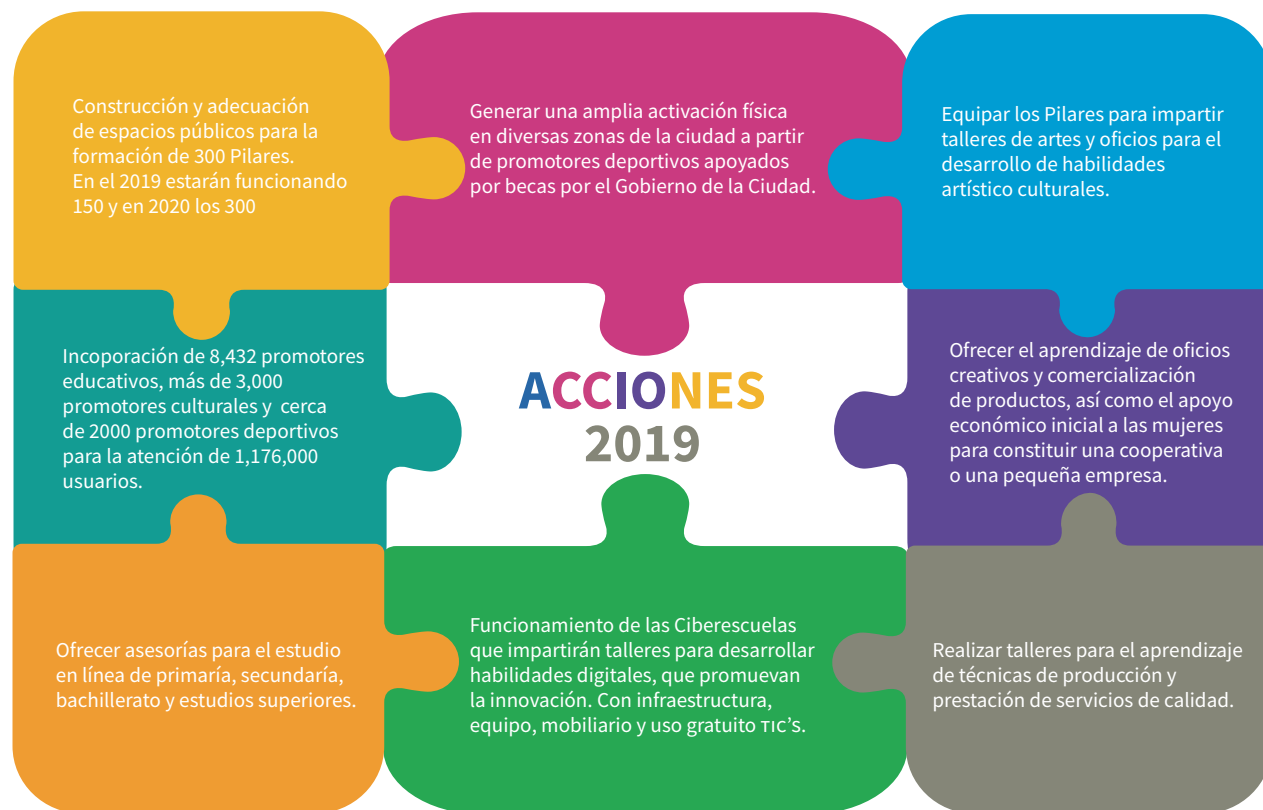 Construcción y adecuación
de espacios públicos para la
formación de 300 Pilares.
En el 2019 estarán funcionando
150 y en 2020 los 300
Generar una amplia activación física
en diversas zonas de la ciudad a partir
de promotores deportivos apoyados
por becas por el Gobierno de la Ciudad.
Equipar los Pilares para impartir
talleres de artes y oficios para el
desarrollo de habilidades
artístico culturales.
Incoporación de 8,432 promotores
educativos, más de 3,000
promotores culturales y cerca
de 2000 promotores deportivos
para la atención de 1,176,000
usuarios.
ACCIONES
2019
Ofrecer el aprendizaje de oficios
creativos y comercialización
de productos, así como el apoyo
económico inicial a las mujeres
para constituir una cooperativa
o una pequeña empresa.
Ofrecer asesorías para el estudio
en línea de primaría, secundaría,
bachillerato y estudios superiores.
Funcionamiento de las Ciberescuelas
que impartirán talleres para desarrollar
habilidades digitales, que promuevan
la innovación. Con infraestructura,
equipo, mobiliario y uso gratuito TIC's.
Realizar talleres para el aprendizaje
de técnicas de producción y
prestación de servicios de calidad.